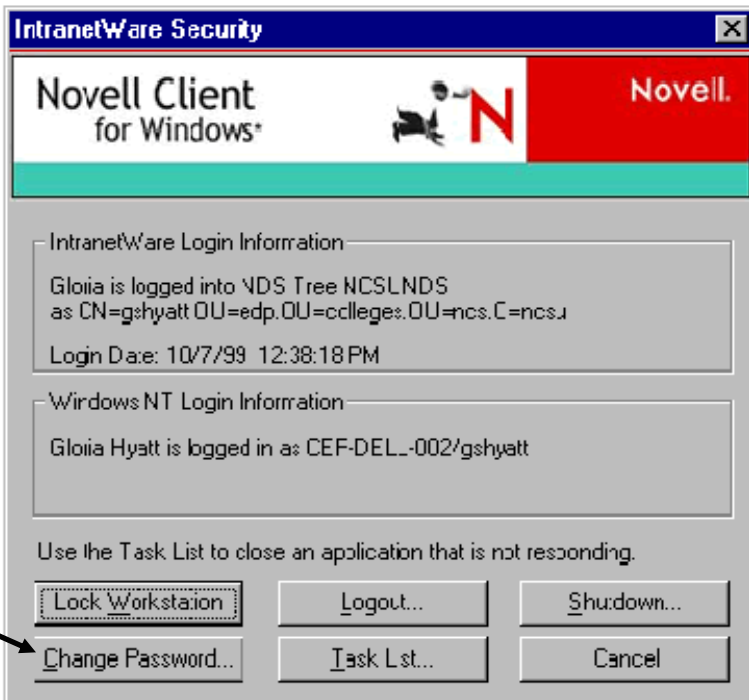 IntranetWare Security
Novell Client
for Windows*
N
Novell.
IntranetWare Login Information
Gloria is logged into NDS Tree NCSUNDS
as CN=gshyatt.OU=edp.OU=colleges.OU=ncs.O=ncsu
Login Date: 10/7/99 12:38:18 PM
Windows NT Login Information
Gloria Hyatt is logged in as CEF-DELL-002/gshyatt
Use the Task List to close an application that is not responding.
Lock Workstation
Logout...
Shutdown...
Change Password...
Task List...
Cancel